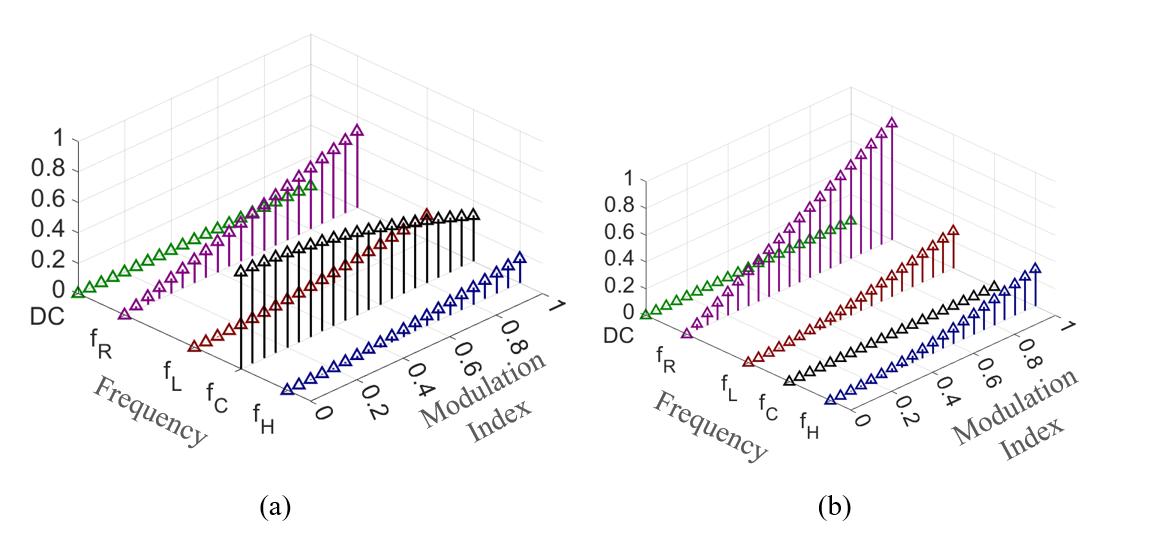 1
0.8
0.6
0.4
0.2
0
DC
f_R
f_L
f_C
f_H
Frequency
0
0.2
0.4
0.6
0.8
1
Modulation
Index
(a)
1
0.8
0.6
0.4
0.2
0
DC
f_R
f_L
f_C
f_H
Frequency
0
0.2
0.4
0.6
0.8
1
Modulation
Index
(b)